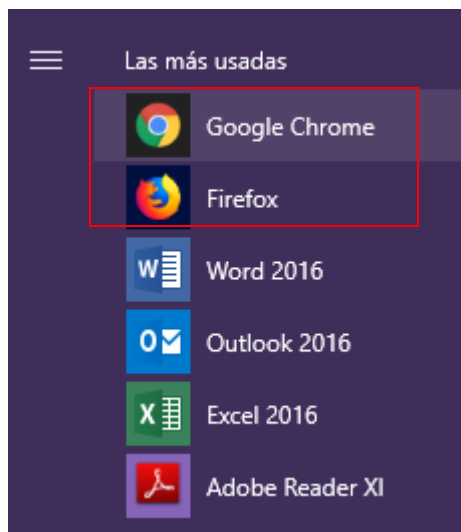 Las más usadas
Google Chrome
Firefox
Word 2016
Outlook 2016
Excel 2016
Adobe Reader XI